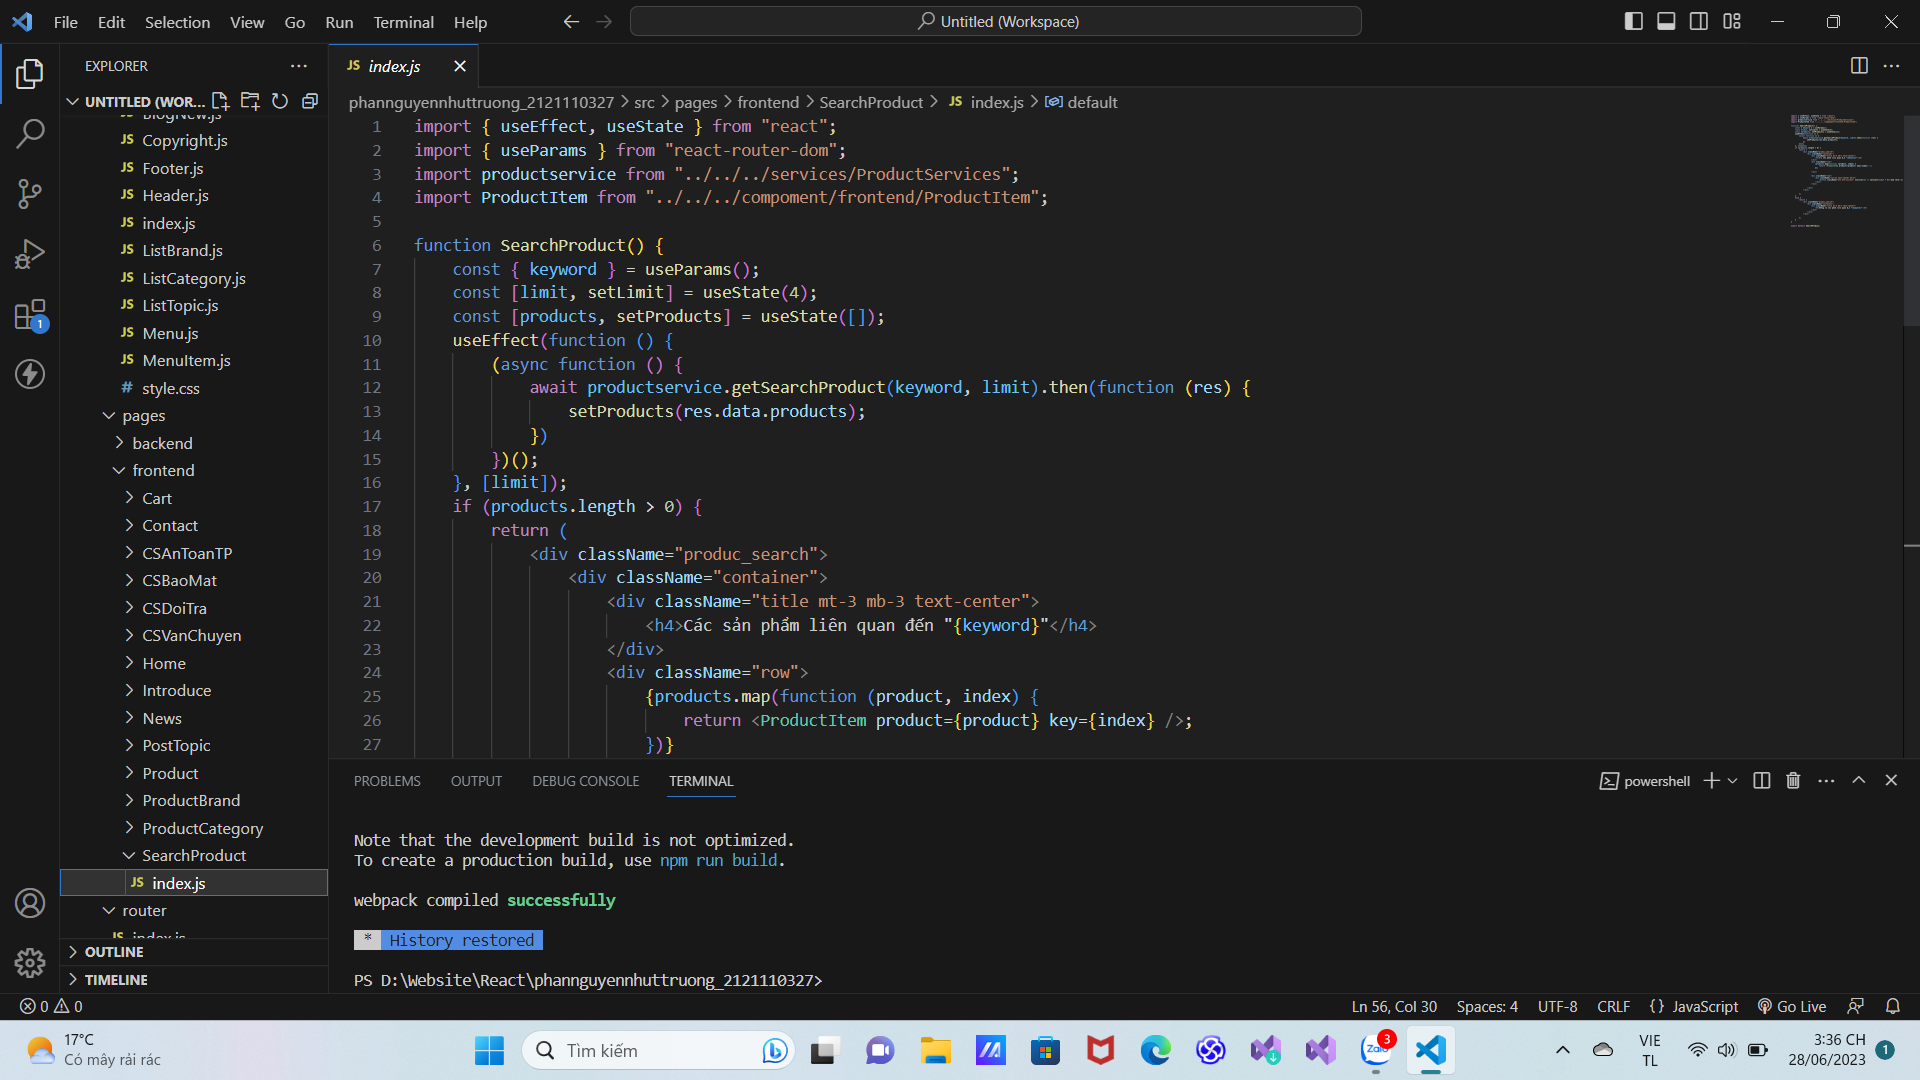 File Edit Selection View Go Run Terminal Help
Untitled (Workspace)
EXPLORER
UNTITLED (WOR...
BlogNew.js
JS Copyright.js
JS Footer.js
JS Header.js
JS index.js
JS ListBrand.js
JS ListCategory.js
JS ListTopic.js
JS Menu.js
JS MenuItem.js
# style.css
pages
backend
frontend
Cart
Contact
CSAnToanTP
CSBaoMat
CSDoiTra
CSVanChuyen
Home
Introduce
News
PostTopic
Product
ProductBrand
ProductCategory
SearchProduct
JS index.js
router
JS index.js
OUTLINE
TIMELINE
1
JS index.js
phannguyennhuttruong_2121110327 > src > pages > frontend > SearchProduct > JS index.js > default
1 import { useEffect, useState } from "react";
2 import { useParams } from "react-router-dom";
3 import productservice from "../../../services/ProductServices";
4 import ProductItem from "../../../compoment/frontend/ProductItem";
5
6 function SearchProduct() {
7 const { keyword } = useParams();
8 const [limit, setLimit] = useState(4);
9 const [products, setProducts] = useState([]);
10 useEffect(function () {
11 (async function () {
12 await productservice.getSearchProduct(keyword, limit).then(function (res) {
13 setProducts(res.data.products);
14 })
15 })();
16 }, [limit]);
17 if (products.length > 0) {
18 return (
19 <div className="produc_search">
20 <div className="container">
21 <div className="title mt-3 mb-3 text-center">
22 <h4>Các sản phẩm liên quan đến "{keyword}"</h4>
23 </div>
24 <div className="row">
25 {products.map(function (product, index) {
26 return <ProductItem product={product} key={index} />;
27 })}
PROBLEMS OUTPUT DEBUG CONSOLE TERMINAL
powershell
Note that the development build is not optimized.
To create a production build, use npm run build.
webpack compiled successfully
* History restored
PS D:\Website\React\phannguyennhuttruong_2121110327>
0 0
Ln 56, Col 30 Spaces: 4 UTF-8 CRLF {} JavaScript Go Live
17°C
Có mây rải rác
Tìm kiếm
Zalo
3
VIE
TL
3:36 CH
28/06/2023
1